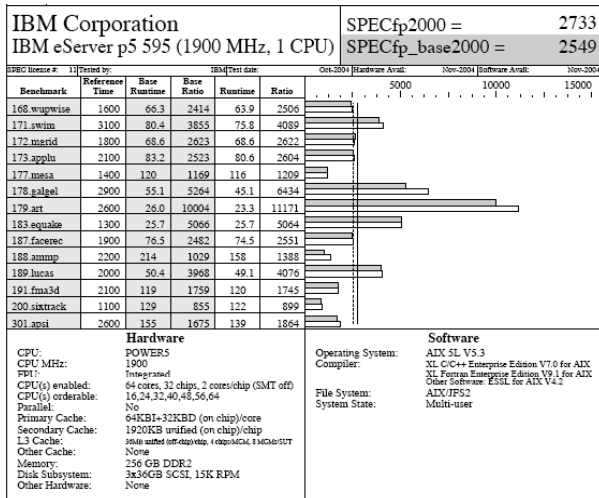 IBM Corporation
IBM eServer p5 595 (1900 MHz, 1 CPU)
SPECfp2000 = 2733
SPECfp_base2000 = 2549
SPEC license #: 11 Tested by: IBM Test date: Oct-2004 Hardware Avail: Nov-2004 Software Avail: Nov-2004
Benchmark Reference Time Base Runtime Base Ratio Runtime Ratio 5000 10000 15000
168.wupwise 1600 66.3 2414 63.9 2506
171.swim 3100 80.4 3855 75.8 4089
172.mgrid 1800 68.6 2623 68.6 2622
173.applu 2100 83.2 2523 80.6 2604
177.mesa 1400 120 1169 116 1209
178.galgel 2900 55.1 5264 45.1 6434
179.art 2600 26.0 10004 23.3 11171
183.equake 1300 25.7 5066 25.7 5064
187.facerec 1900 76.5 2482 74.5 2551
188.ammp 2200 214 1029 158 1388
189.lucas 2000 50.4 3968 49.1 4076
191.fma3d 2100 119 1759 120 1745
200.sixtrack 1100 129 855 122 899
301.apsi 2600 155 1675 139 1864
Hardware
CPU: POWER5
CPU MHz: 1900
FPU: Integrated
CPU(s) enabled: 64 cores, 32 chips, 2 cores/chip (SMT off)
CPU(s) orderable: 16,24,32,40,48,56,64
Parallel: No
Primary Cache: 64KBI+32KBD (on chip)/core
Secondary Cache: 1920KB unified (on chip)/chip
L3 Cache: 36MB unified (off-chip)/chip, 4 chips/MCM, 8 MCMs/SUT
Other Cache: None
Memory: 256 GB DDR2
Disk Subsystem: 3x36GB SCSI, 15K RPM
Other Hardware: None
Software
Operating System: AIX 5L V5.3
Compiler: XL C/C++ Enterprise Edition V7.0 for AIX
XL Fortran Enterprise Edition V9.1 for AIX
Other Software: ESSL for AIX V4.2
File System: AIX/JFS2
System State: Multi-user